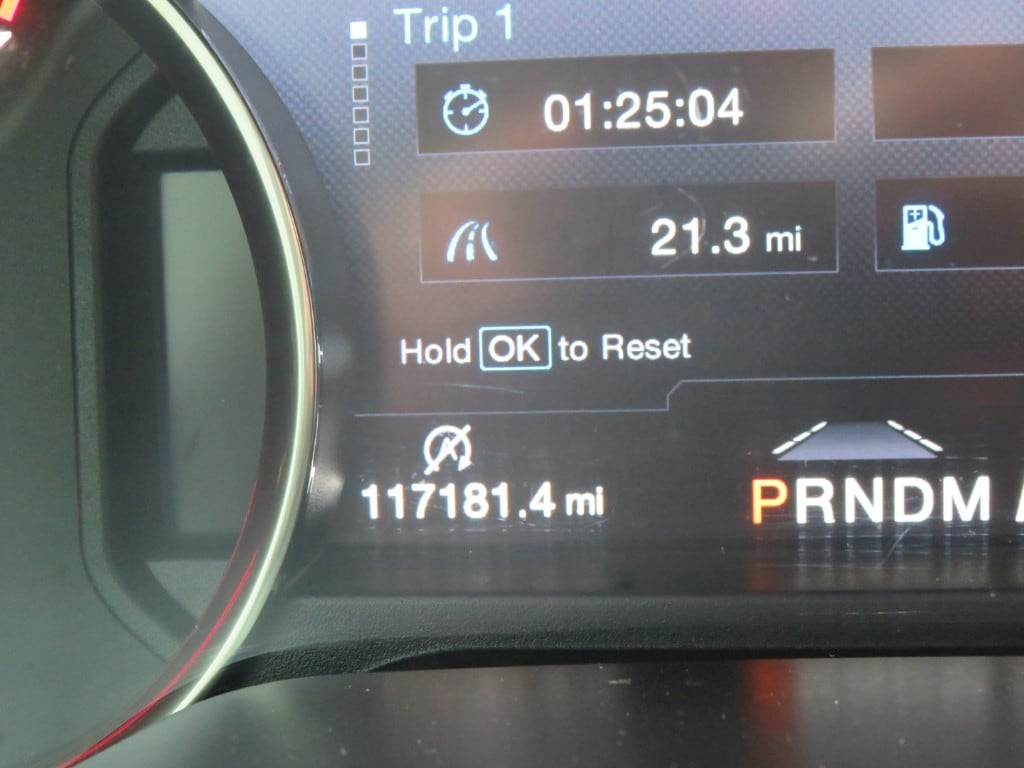 Trip 1
01:25:04
21.3 mi
Hold OK to Reset
117181.4 mi
PRNDM